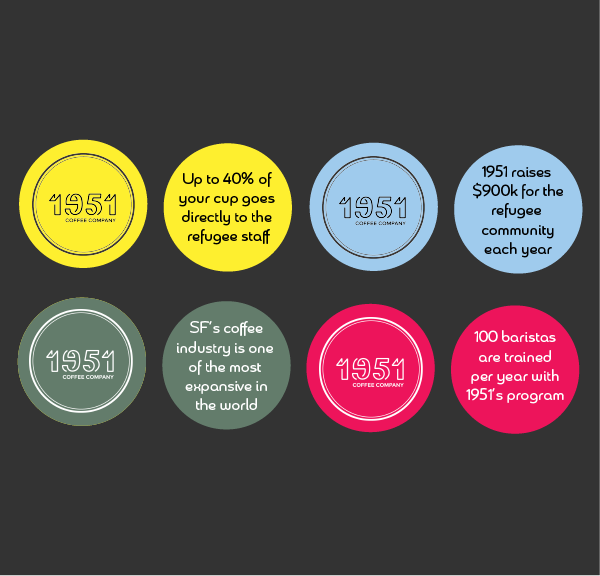 1951
COFFEE COMPANY
Up to 40% of
your cup goes
directly to the
refugee staff
1951
COFFEE COMPANY
1951 raises
$900k for the
refugee
community
each year
1951
COFFEE COMPANY
SF's coffee
industry is one
of the most
expansive in
the world
1951
COFFEE COMPANY
100 baristas
are trained
per year with
1951's program